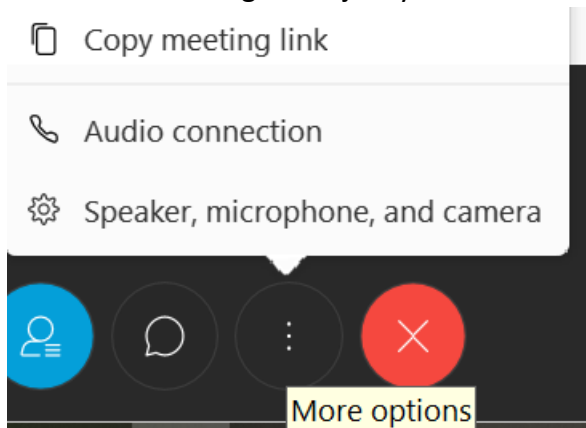 Copy meeting link
Audio connection
Speaker, microphone, and camera
More options